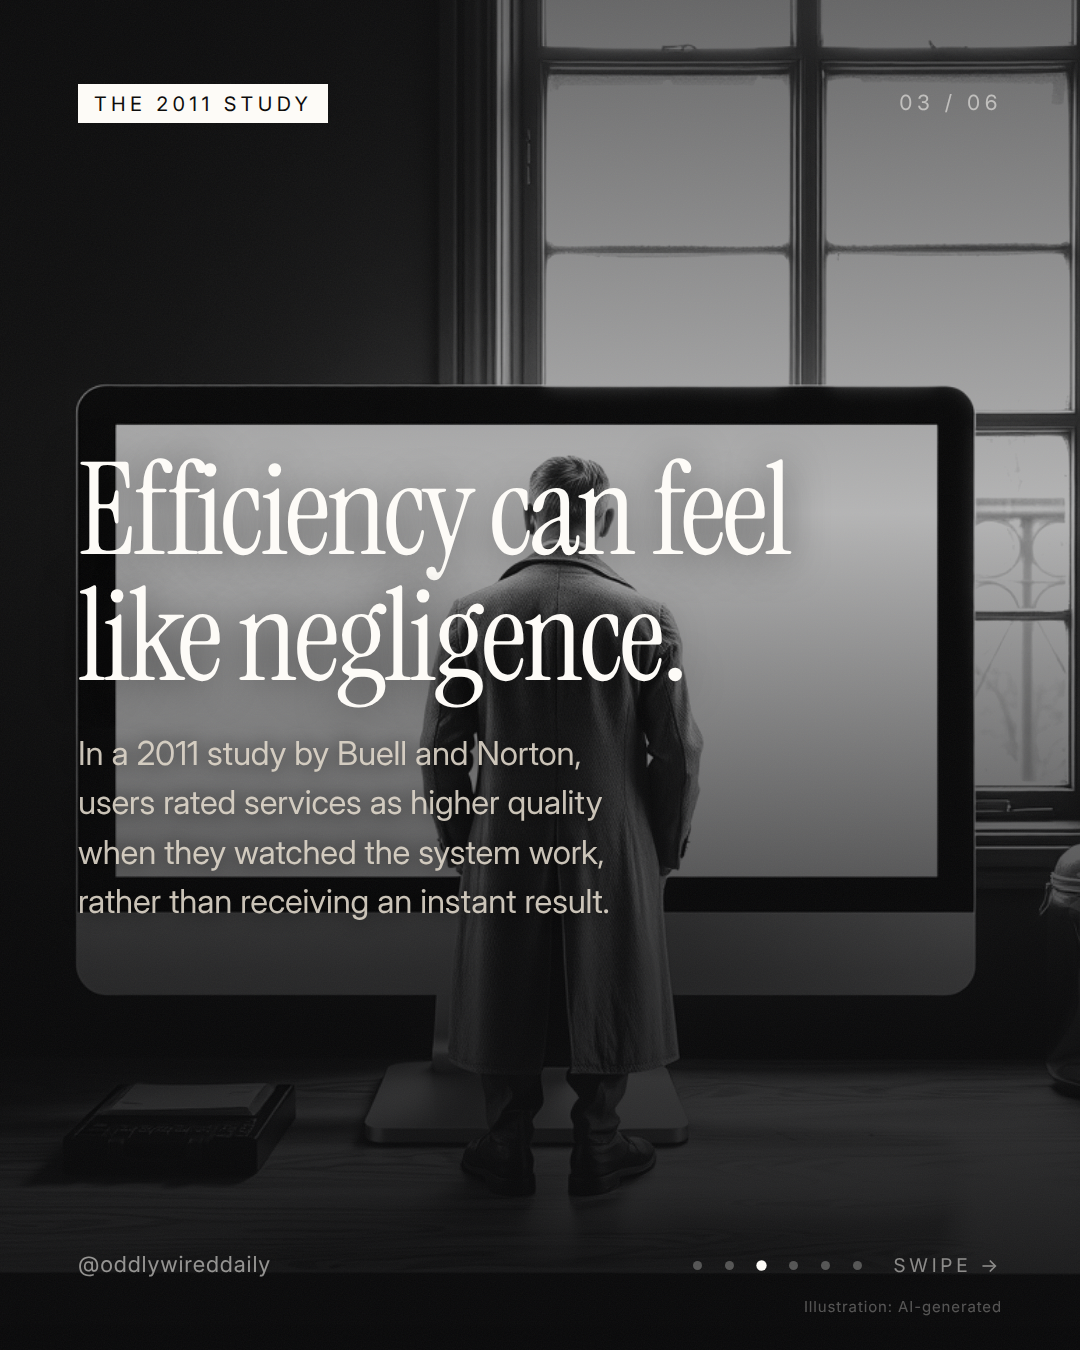 THE 2011 STUDY
03 / 06
Efficiency can feel
like negligence.
In a 2011 study by Buell and Norton,
users rated services as higher quality
when they watched the system work,
rather than receiving an instant result.
@oddlywireddaily
SWIPE →
Illustration: AI-generated